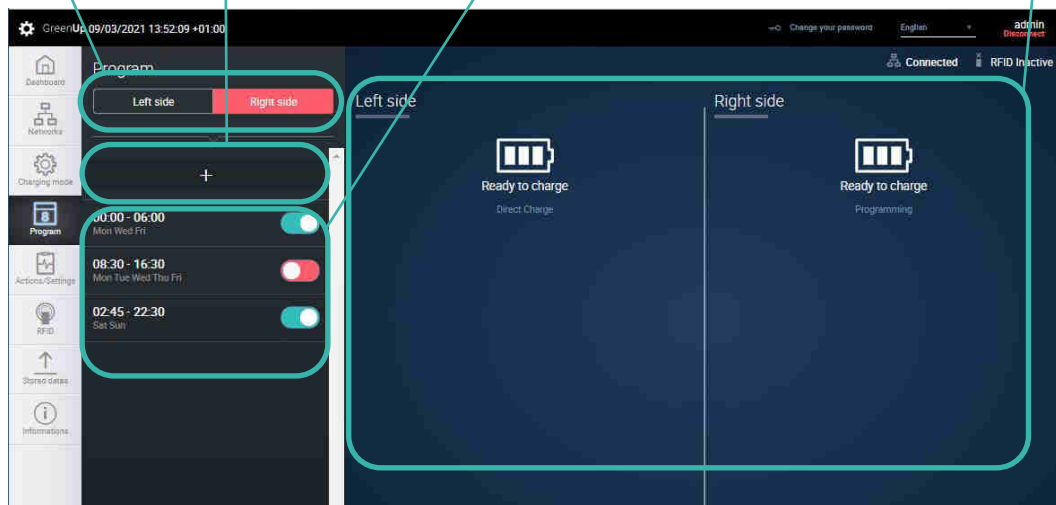 GreenUp 09/03/2021 13:52:09 +01:00
Change your password
English
admin
Disconnect
Connected
RFID Inactive
Dashboard
Networks
Charging mode
8
Program
Actions/Settings
RFID
Stored datas
Informations
Program
Left side
Right side
+
00:00 - 06:00
Mon Wed Fri
08:30 - 16:30
Mon Tue Wed Thu Fri
02:45 - 22:30
Sat Sun
Left side
Ready to charge
Direct Charge
Right side
Ready to charge
Programming